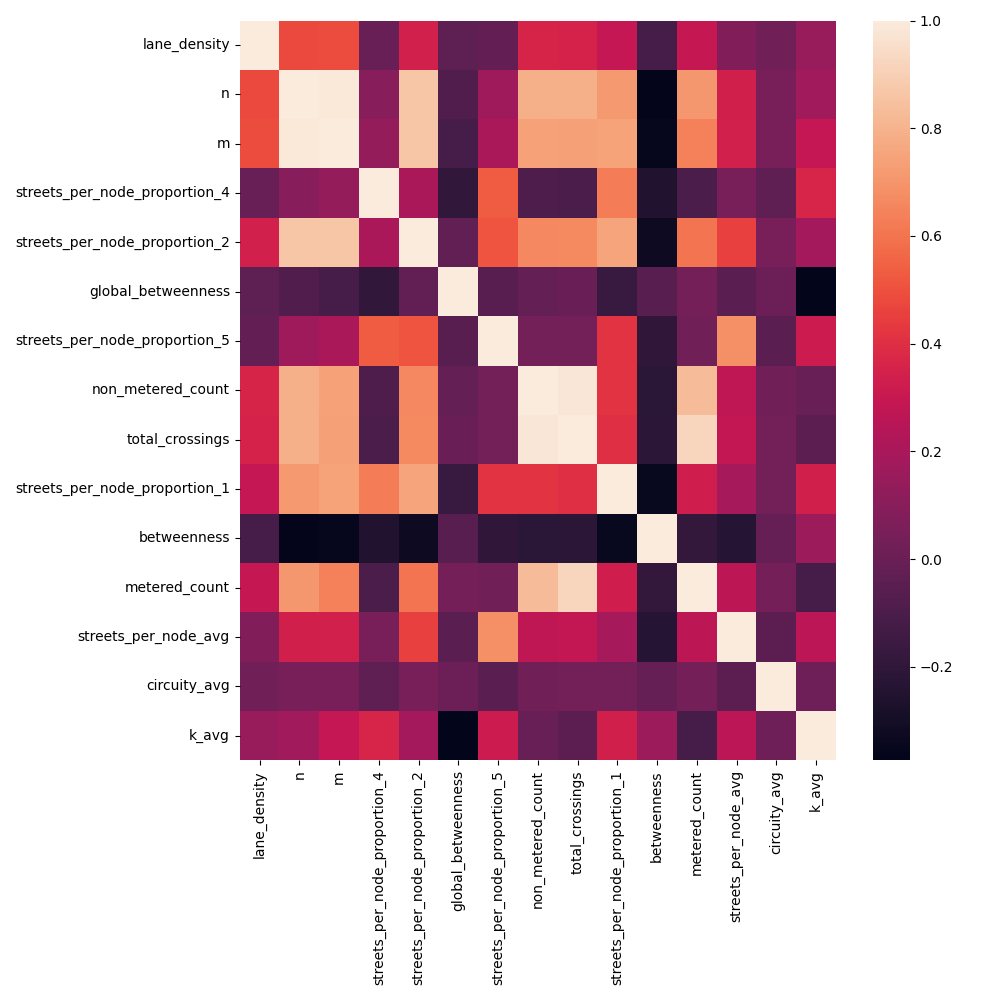 lane_density
n
m
streets_per_node_proportion_4
streets_per_node_proportion_2
global_betweenness
streets_per_node_proportion_5
non_metered_count
total_crossings
streets_per_node_proportion_1
betweenness
metered_count
streets_per_node_avg
circuity_avg
k_avg
lane_density
n
m
streets_per_node_proportion_4
streets_per_node_proportion_2
global_betweenness
streets_per_node_proportion_5
non_metered_count
total_crossings
streets_per_node_proportion_1
betweenness
metered_count
streets_per_node_avg
circuity_avg
k_avg
1.0
0.8
0.6
0.4
0.2
0.0
−0.2